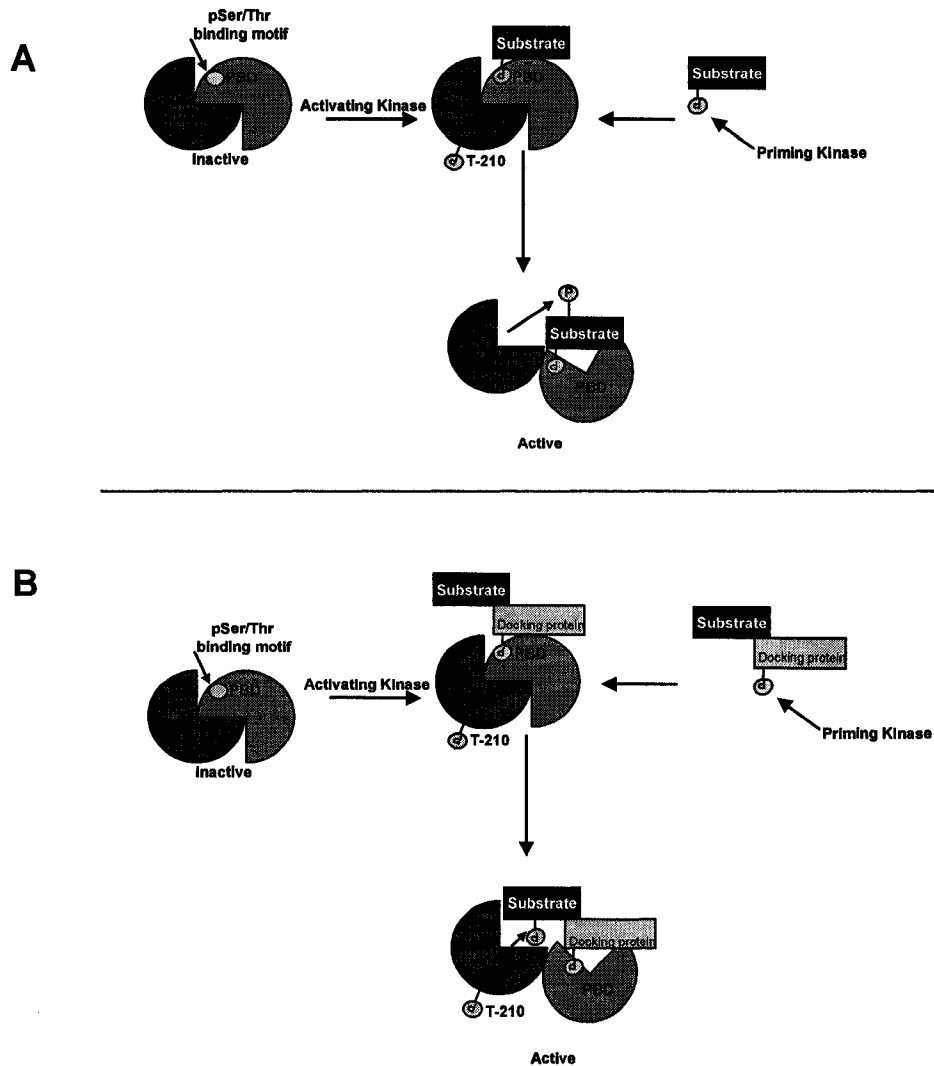 A
pSer/Thr
binding motif
PBD
Inactive
Activating Kinase
Substrate
P
PBD
P
T-210
Substrate
P
Priming Kinase
P
Substrate
P
PBD
Active
B
pSer/Thr
binding motif
PBD
Inactive
Activating Kinase
Substrate
Docking protein
P
PBD
P
T-210
Substrate
Docking protein
P
Priming Kinase
Substrate
P
Docking protein
P
PBD
P
T-210
Active